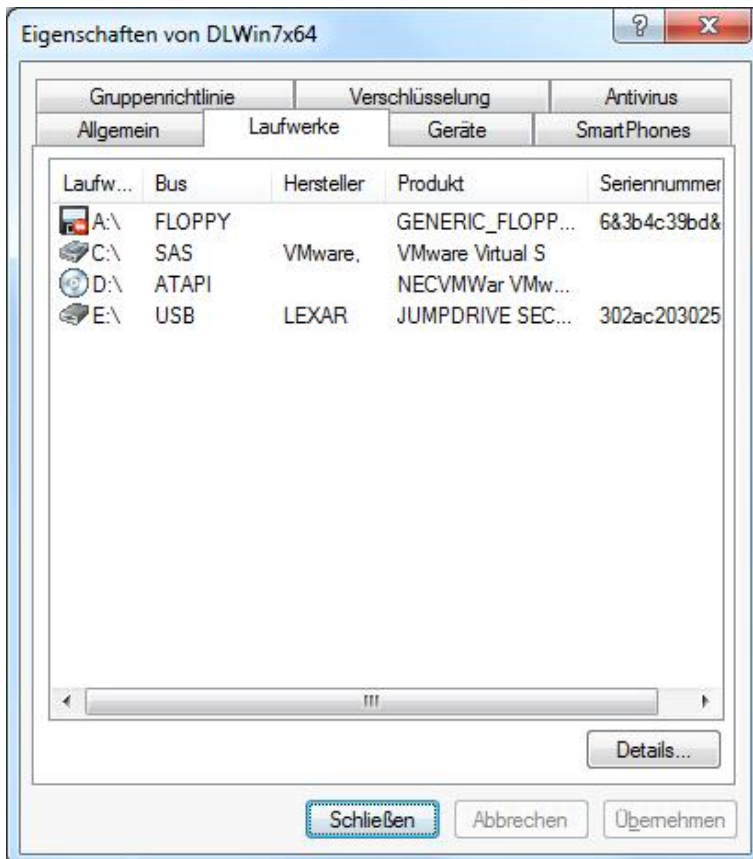 Eigenschaften von DLWin7x64
Gruppenrichtlinie Verschlüsselung Antivirus
Allgemein Laufwerke Geräte SmartPhones
Laufw... Bus Hersteller Produkt Seriennummer
A:\ FLOPPY GENERIC_FLOPP... 6&3b4c39bd&
C:\ SAS VMware, VMware Virtual S
D:\ ATAPI NECVMWar VMw...
E:\ USB LEXAR JUMPDRIVE SEC... 302ac203025
Details...
Schließen Abbrechen Übernehmen